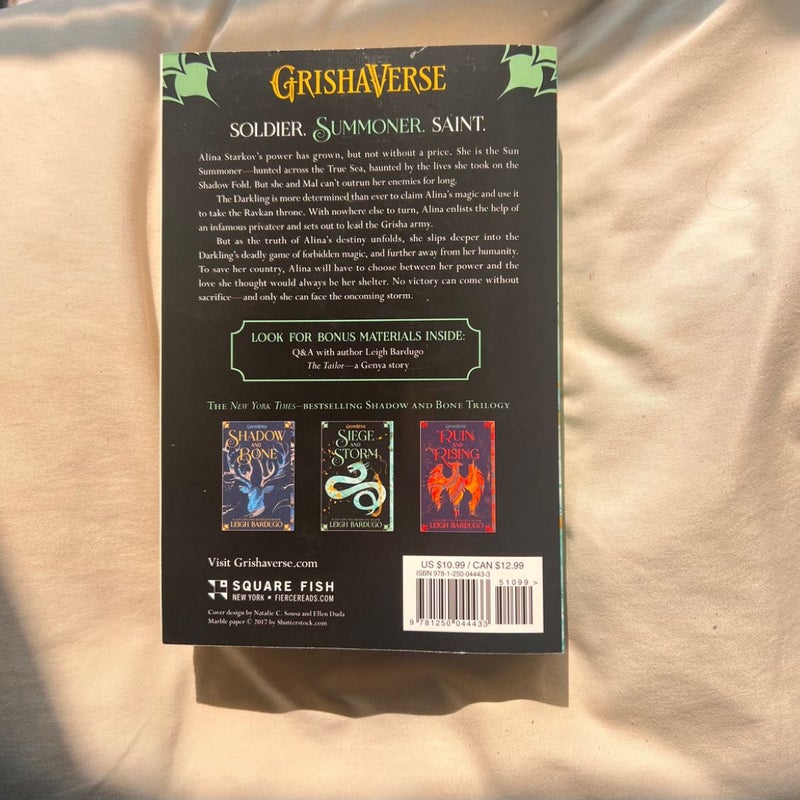 GRISHAVERSE
SOLDIER. SUMMONER. SAINT.
Alina Starkov's power has grown, but not without a price. She is the Sun
Summoner—hunted across the True Sea, haunted by the lives she took on the
Shadow Fold. But she and Mal can't outrun her enemies for long.
The Darkling is more determined than ever to claim Alina's magic and use it
to take the Ravkan throne. With nowhere else to turn, Alina enlists the help of
an infamous privateer and sets out to lead the Grisha army.
But as the truth of Alina's destiny unfolds, she slips deeper into the
Darkling's deadly game of forbidden magic, and further away from her humanity.
To save her country, Alina will have to choose between her power and the
love she thought would always be her shelter. No victory can come without
sacrifice—and only she can face the oncoming storm.
LOOK FOR BONUS MATERIALS INSIDE:
Q&A with author Leigh Bardugo
The Tailor—a Genya story
THE NEW YORK TIMES–BESTSELLING SHADOW AND BONE TRILOGY
GRISHAVERSE
SHADOW
AND
BONE
LEIGH BARDUGO
GRISHAVERSE
SIEGE
AND
STORM
LEIGH BARDUGO
GRISHAVERSE
RUIN
AND
RISING
LEIGH BARDUGO
Visit Grishaverse.com
SQUARE FISH
NEW YORK • FIERCEREADS.COM
Cover design by Natalie C. Sousa and Ellen Duda
Marble paper © 2017 by Shutterstock.com
US $10.99 / CAN $12.99
ISBN 978-1-250-04443-3
51099>
9 781250 044433